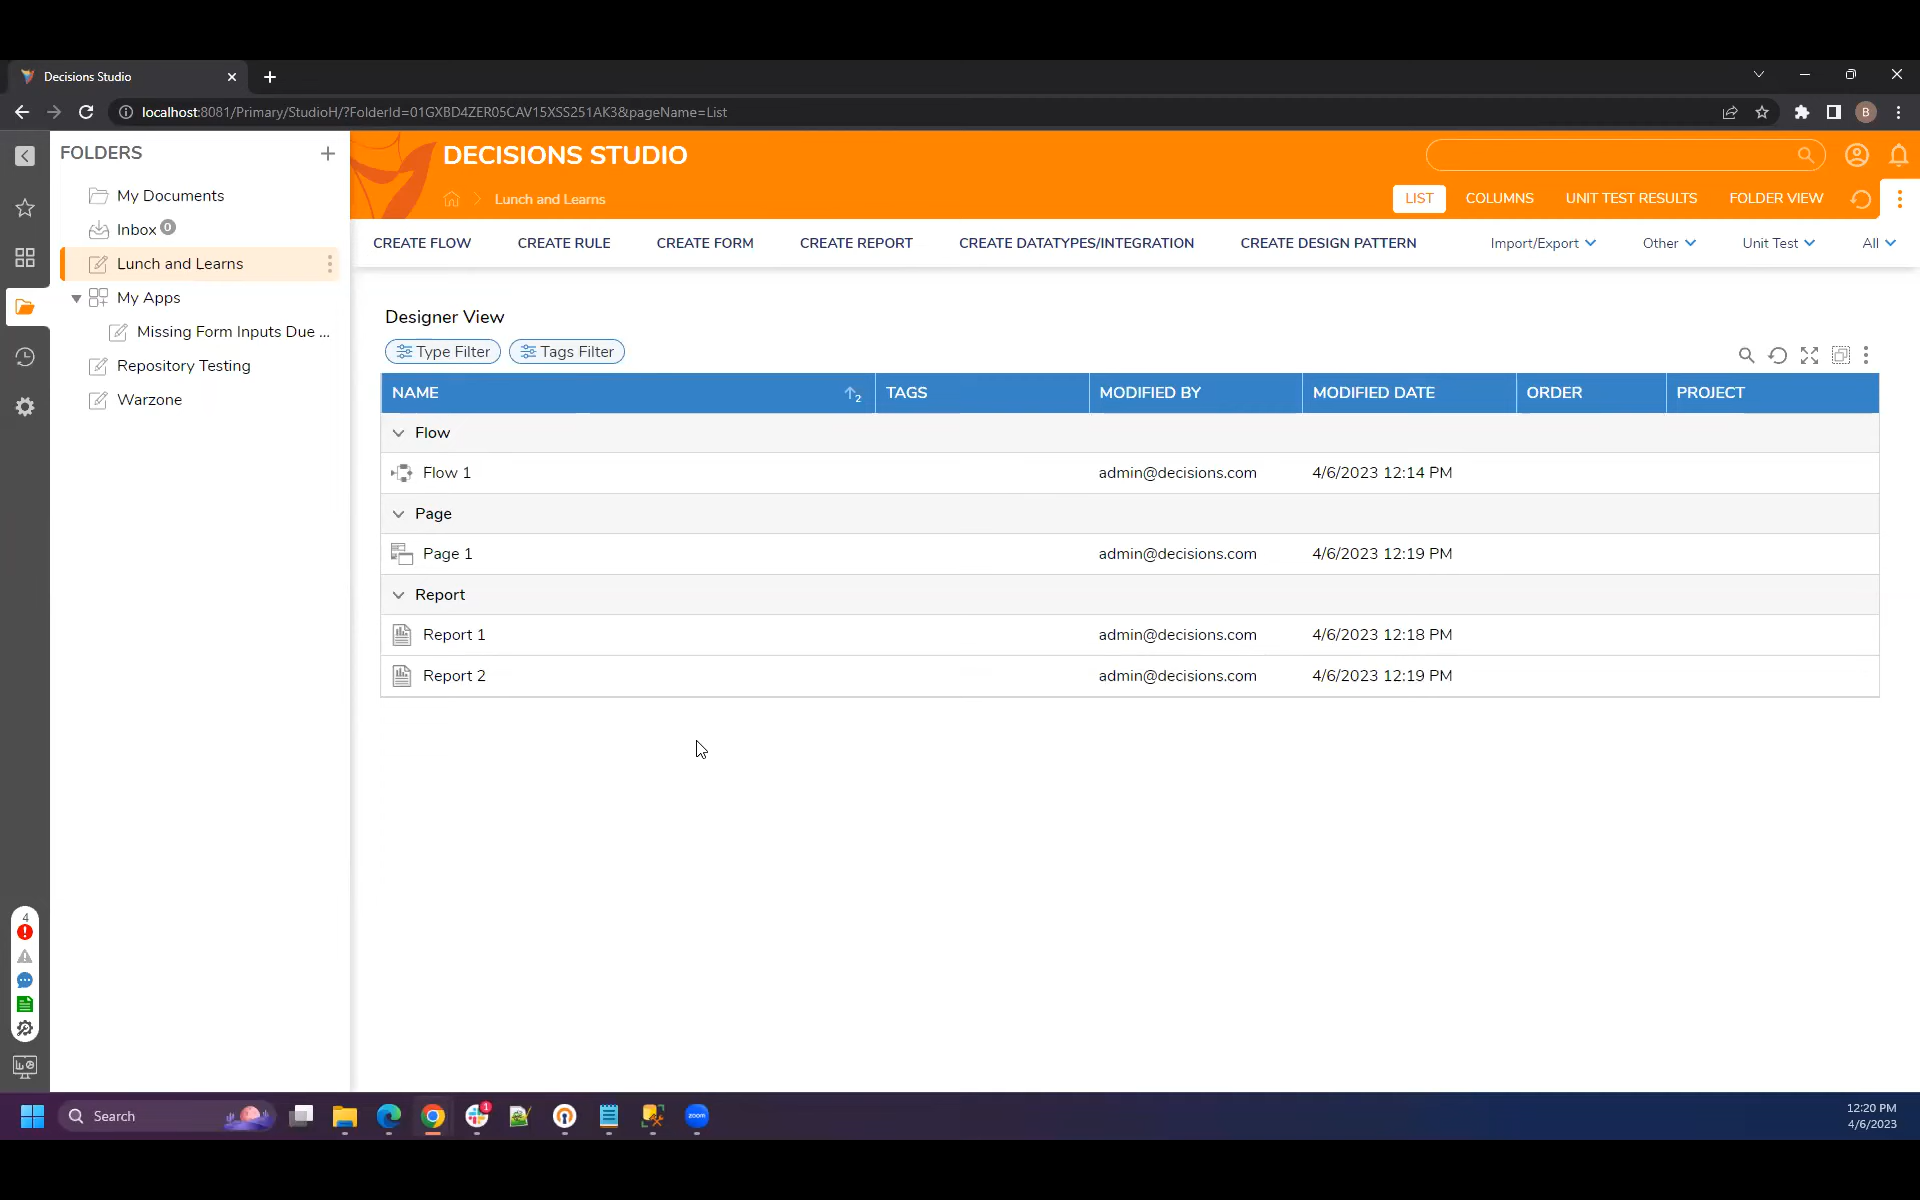 Decisions Studio
localhost:8081/Primary/StudioH/?FolderId=01GXBD4ZER05CAV15XSS251AK3&pageName=List
B
FOLDERS
DECISIONS STUDIO
My Documents
Inbox 0
Lunch and Learns
My Apps
Missing Form Inputs Due ...
Repository Testing
Warzone
Lunch and Learns
LIST COLUMNS UNIT TEST RESULTS FOLDER VIEW
CREATE FLOW CREATE RULE CREATE FORM CREATE REPORT CREATE DATATYPES/INTEGRATION CREATE DESIGN PATTERN Import/Export Other Unit Test All
Designer View
Type Filter Tags Filter
NAME 2 TAGS MODIFIED BY MODIFIED DATE ORDER PROJECT
Flow
Flow 1 admin@decisions.com 4/6/2023 12:14 PM
Page
Page 1 admin@decisions.com 4/6/2023 12:19 PM
Report
Report 1 admin@decisions.com 4/6/2023 12:18 PM
Report 2 admin@decisions.com 4/6/2023 12:19 PM
4
Search
1
zoom
12:20 PM
4/6/2023